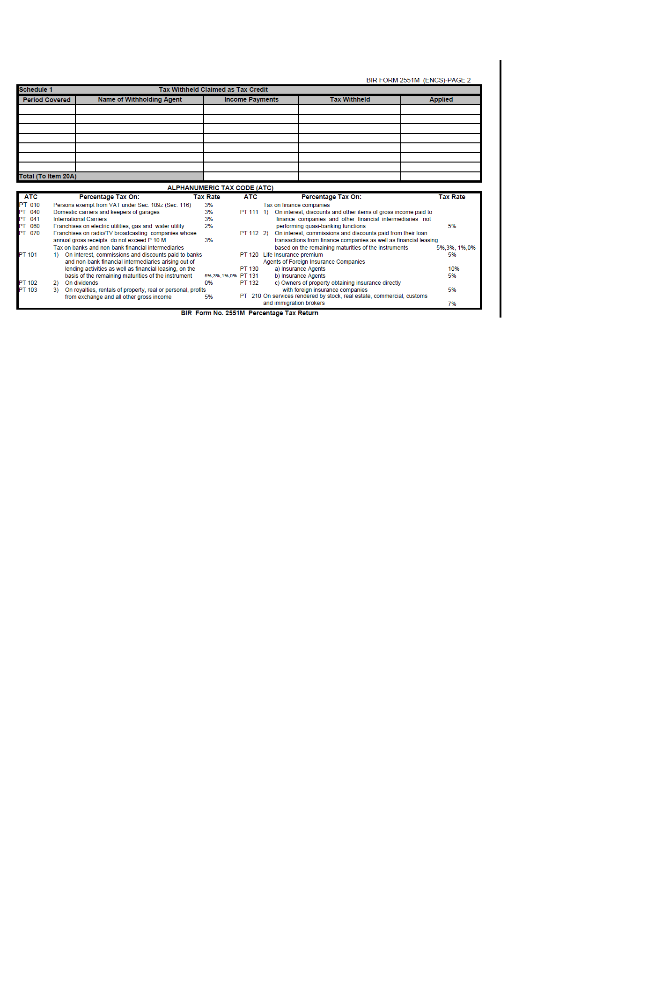 BIR FORM 2551M (ENCS)-PAGE 2
Schedule 1 Tax Withheld Claimed as Tax Credit
Period Covered Name of Withholding Agent Income Payments Tax Withheld Applied
Total (To Item 20A)
ALPHANUMERIC TAX CODE (ATC)
ATC Percentage Tax On: Tax Rate
PT 010 Persons exempt from VAT under Sec. 109z (Sec. 116) 3%
PT 040 Domestic carriers and keepers of garages 3%
PT 041 International Carriers 3%
PT 060 Franchises on electric utilities, gas and water utility 2%
PT 070 Franchises on radio/TV broadcasting companies whose
annual gross receipts do not exceed P 10 M 3%
Tax on banks and non-bank financial intermediaries
PT 101 1) On interest, commissions and discounts paid to banks
and non-bank financial intermediaries arising out of
lending activities as well as financial leasing, on the
basis of the remaining maturities of the instrument 5%,3%,1%,0%
PT 102 2) On dividends 0%
PT 103 3) On royalties, rentals of property, real or personal, profits
from exchange and all other gross income 5%
ATC Percentage Tax On: Tax Rate
Tax on finance companies
PT 111 1) On interest, discounts and other items of gross income paid to
finance companies and other financial intermediaries not
performing quasi-banking functions 5%
PT 112 2) On interest, commissions and discounts paid from their loan
transactions from finance companies as well as financial leasing
based on the remaining maturities of the instruments 5%,3%, 1%,0%
PT 120 Life Insurance premium 5%
Agents of Foreign Insurance Companies
PT 130 a) Insurance Agents 10%
PT 131 b) Insurance Agents 5%
PT 132 c) Owners of property obtaining insurance directly
with foreign insurance companies 5%
PT 210 On services rendered by stock, real estate, commercial, customs
and immigration brokers 7%
BIR Form No. 2551M Percentage Tax Return